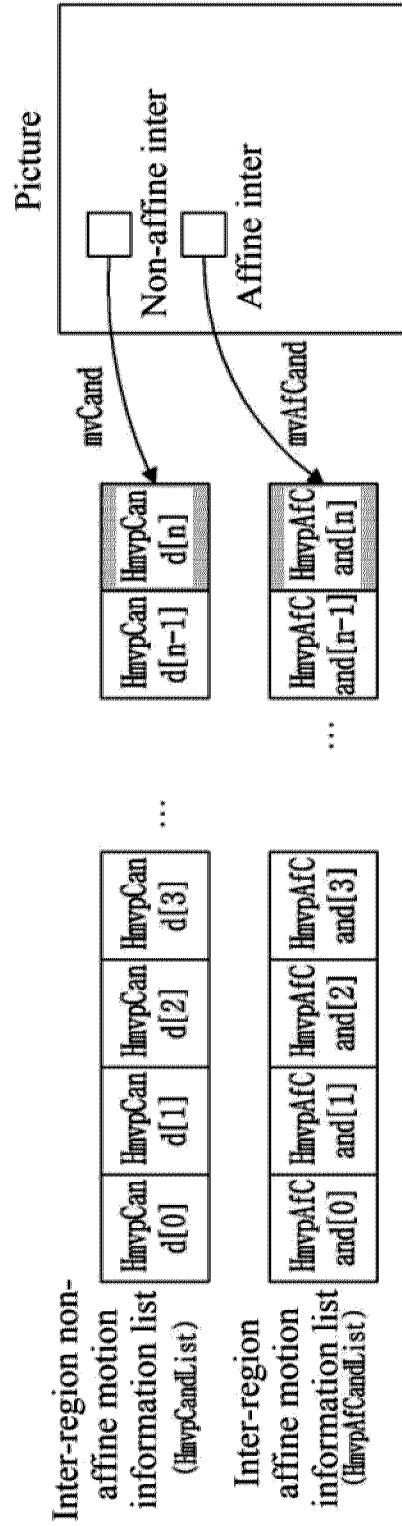 Picture
Non-affine inter
Affine inter
mvCand
mvAfCand
Inter-region non-
affine motion
information list
(HmvpCandList)
HmvpCan
d[0]
HmvpCan
d[1]
HmvpCan
d[2]
HmvpCan
d[3]
...
HmvpCan
d[n-1]
HmvpCan
d[n]
Inter-region
affine motion
information list
(HmvpAfCandList)
HmvpAfC
and[0]
HmvpAfC
and[1]
HmvpAfC
and[2]
HmvpAfC
and[3]
...
HmvpAfC
and[n-1]
HmvpAfC
and[n]